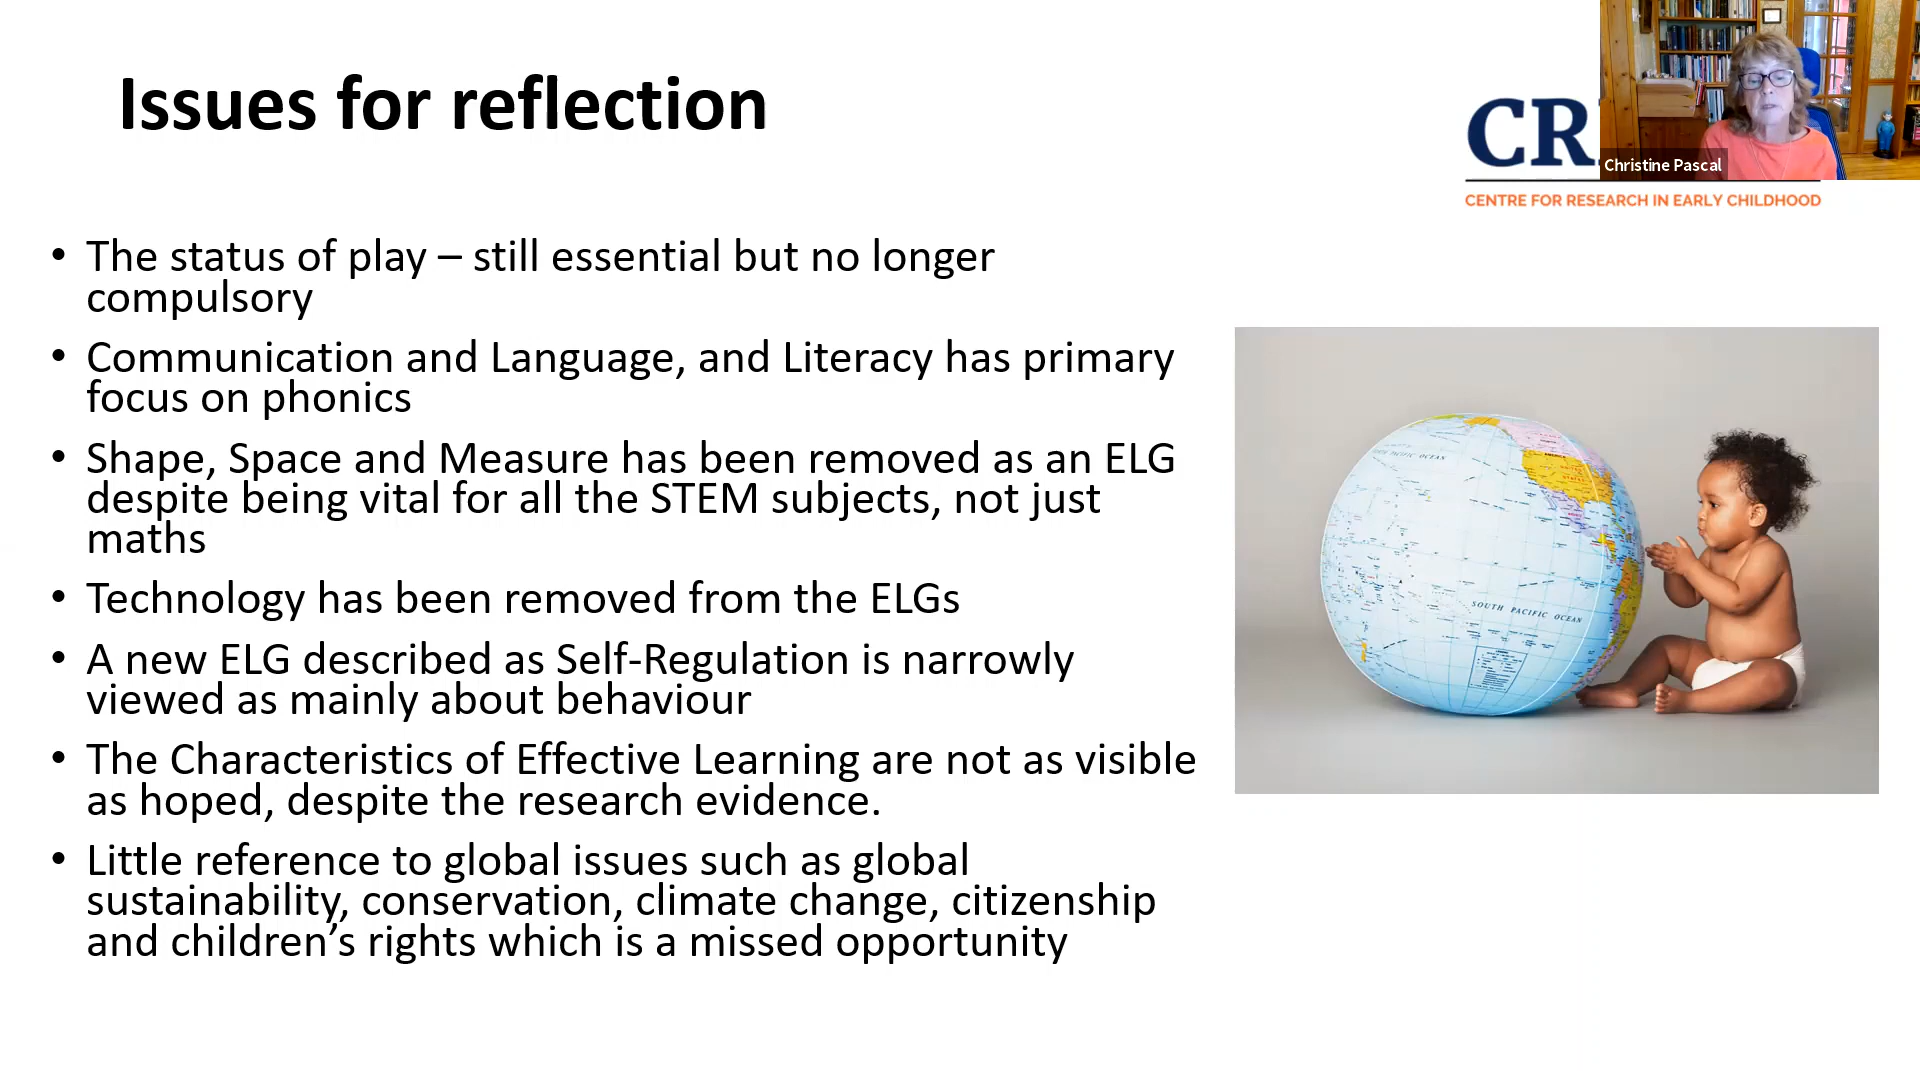 Issues for reflection
CR
Christine Pascal
CENTRE FOR RESEARCH IN EARLY CHILDHOOD
• The status of play – still essential but no longer
compulsory
• Communication and Language, and Literacy has primary
focus on phonics
• Shape, Space and Measure has been removed as an ELG
despite being vital for all the STEM subjects, not just
maths
• Technology has been removed from the ELGs
• A new ELG described as Self-Regulation is narrowly
viewed as mainly about behaviour
• The Characteristics of Effective Learning are not as visible
as hoped, despite the research evidence.
• Little reference to global issues such as global
sustainability, conservation, climate change, citizenship
and children’s rights which is a missed opportunity
SOUTH PACIFIC OCEAN